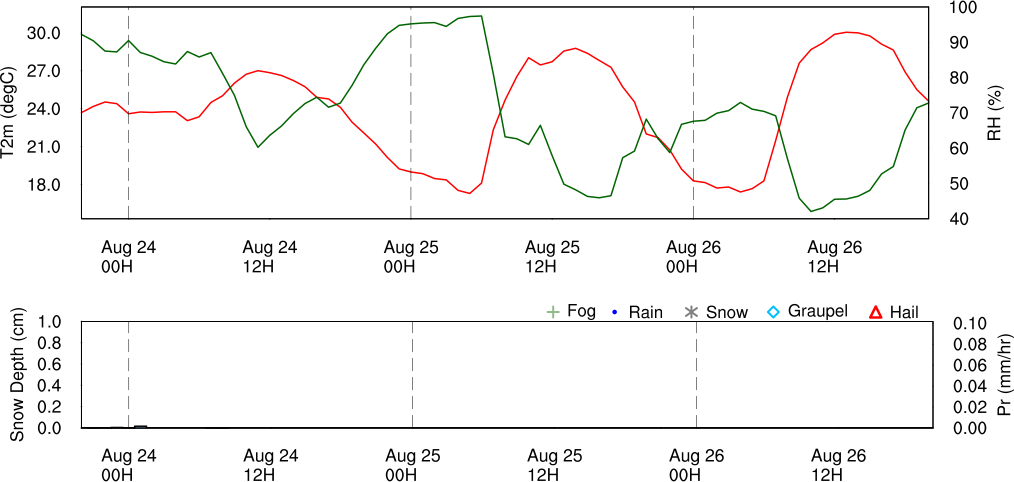 T2m (degC)
30.0
27.0
24.0
21.0
18.0
100
90
80
70
60
50
40
RH (%)
Aug 24 Aug 24 Aug 25 Aug 25 Aug 26 Aug 26
00H 12H 00H 12H 00H 12H
Fog Rain Snow Graupel Hail
Snow Depth (cm)
1.0
0.8
0.6
0.4
0.2
0.0
0.10
0.08
0.06
0.04
0.02
0.00
Pr (mm/hr)
Aug 24 Aug 24 Aug 25 Aug 25 Aug 26 Aug 26
00H 12H 00H 12H 00H 12H